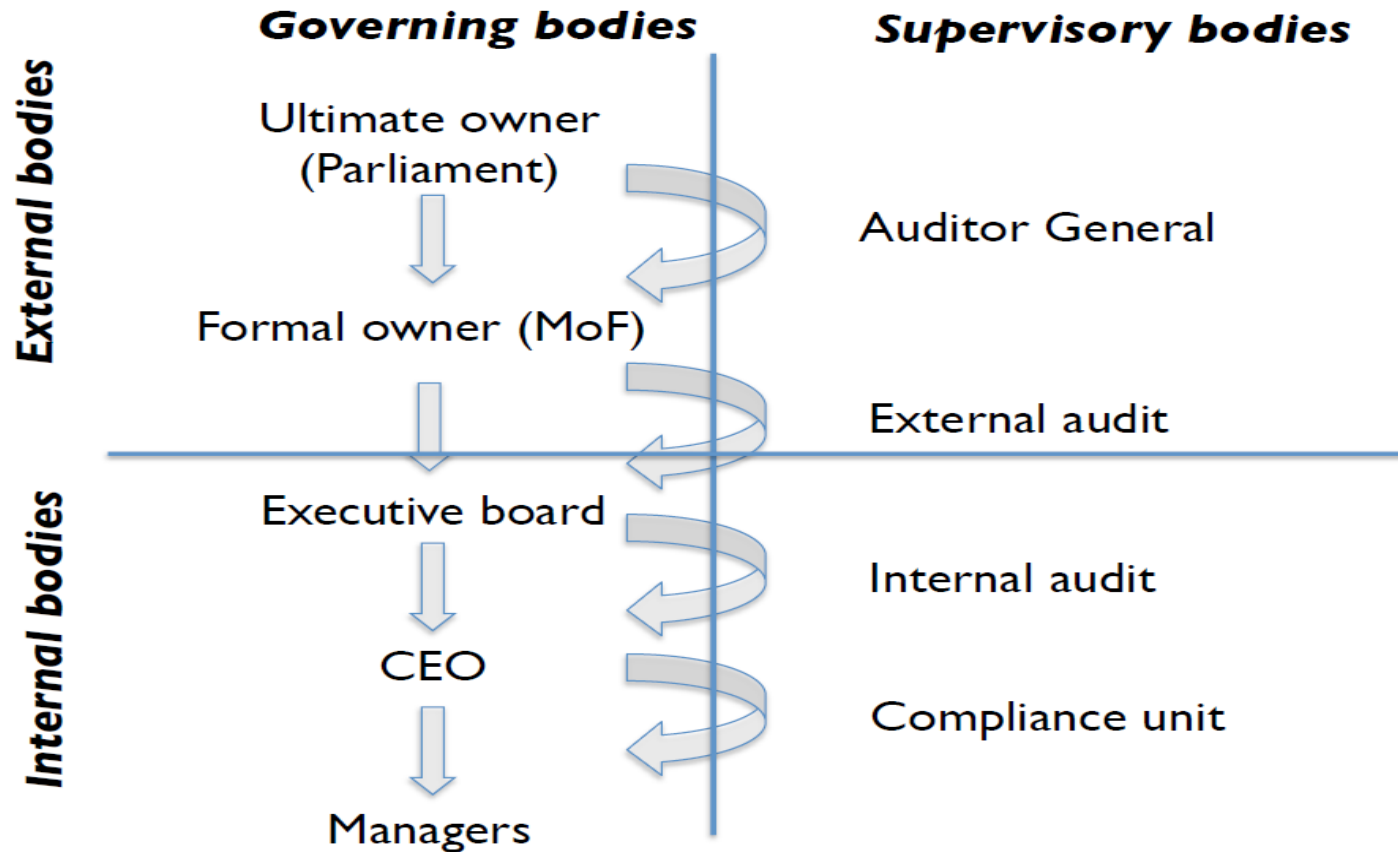 Governing bodies
Supervisory bodies
External bodies
Ultimate owner
(Parliament)
Auditor General
Formal owner (MoF)
External audit
Internal bodies
Executive board
Internal audit
CEO
Compliance unit
Managers